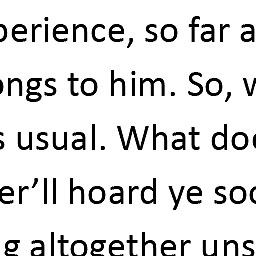 perience, so far a
ongs to him. So, w
s usual. What doe
er’ll hoard ye soo
g altogether uns